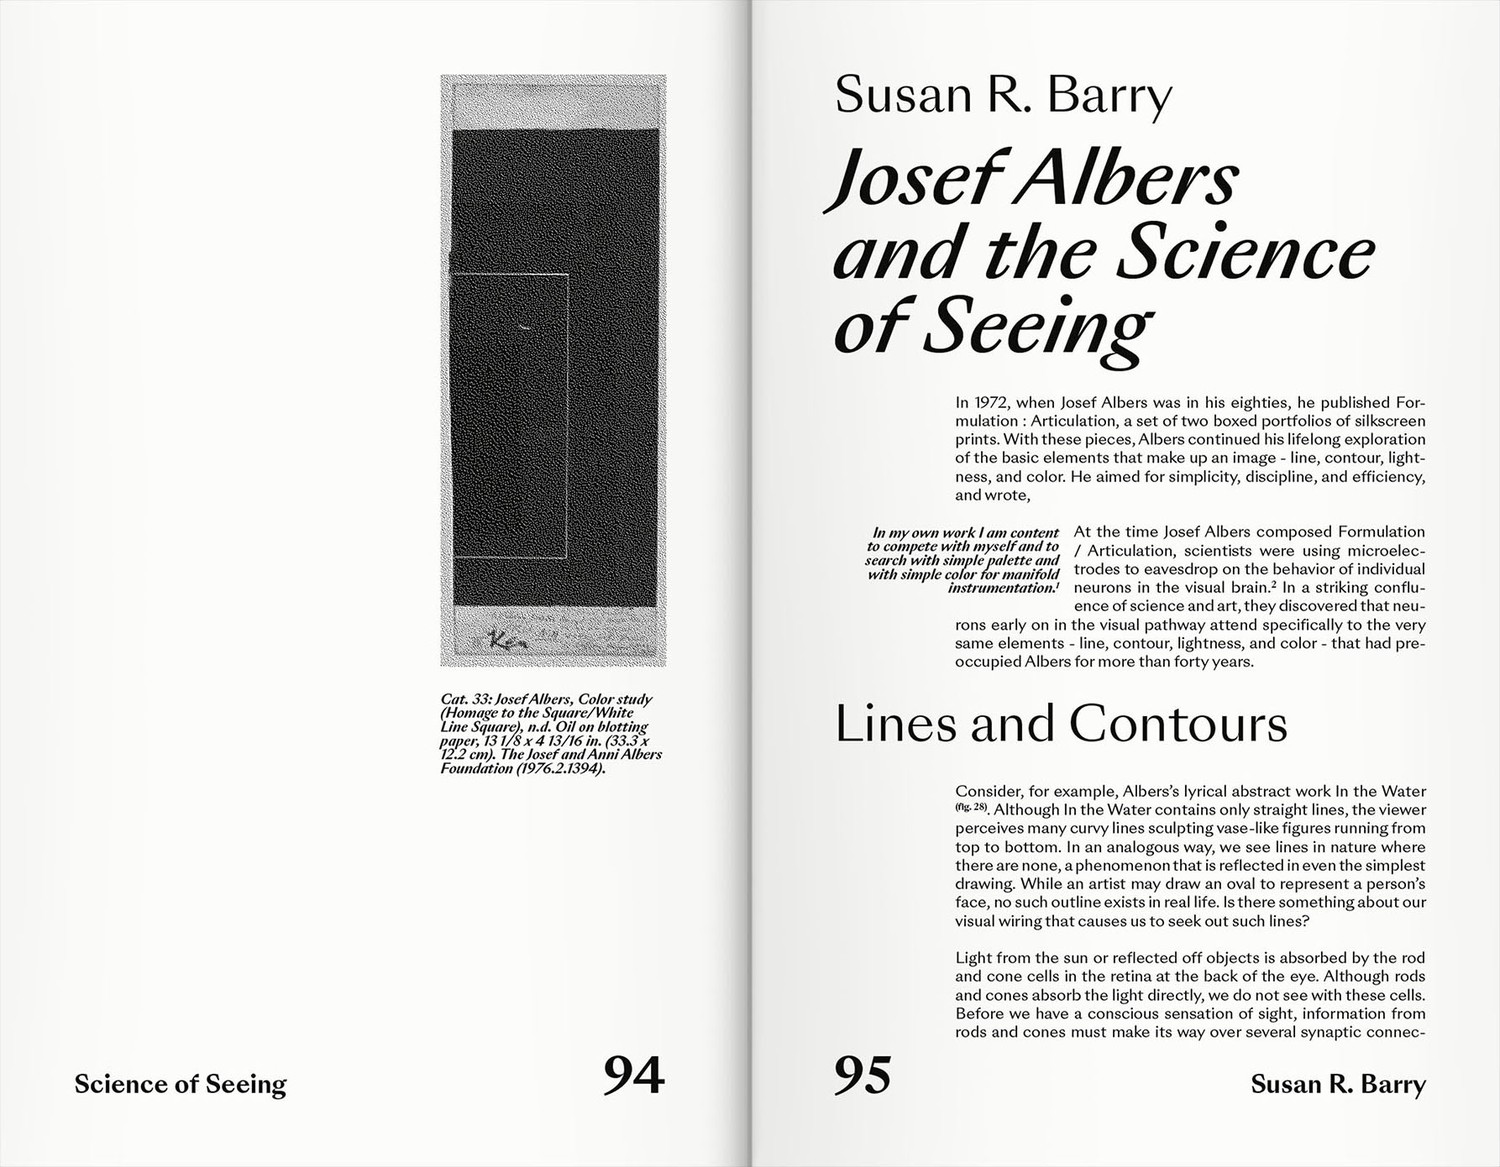 Ken
Cat. 33: Josef Albers, Color study
(Homage to the Square/White
Line Square), n.d. Oil on blotting
paper, 13 1/8 x 4 13/16 in. (33.3 x
12.2 cm). The Josef and Anni Albers
Foundation (1976.2.1394).
Science of Seeing
94
Susan R. Barry
Josef Albers
and the Science
of Seeing
In 1972, when Josef Albers was in his eighties, he published For-
mulation : Articulation, a set of two boxed portfolios of silkscreen
prints. With these pieces, Albers continued his lifelong exploration
of the basic elements that make up an image - line, contour, light-
ness, and color. He aimed for simplicity, discipline, and efficiency,
and wrote,
In my own work I am content
to compete with myself and to
search with simple palette and
with simple color for manifold
instrumentation.¹
At the time Josef Albers composed Formulation
/ Articulation, scientists were using microelec-
trodes to eavesdrop on the behavior of individual
neurons in the visual brain.² In a striking conflu-
ence of science and art, they discovered that neu-
rons early on in the visual pathway attend specifically to the very
same elements - line, contour, lightness, and color - that had pre-
occupied Albers for more than forty years.
Lines and Contours
Consider, for example, Albers’s lyrical abstract work In the Water
(fig. 28). Although In the Water contains only straight lines, the viewer
perceives many curvy lines sculpting vase-like figures running from
top to bottom. In an analogous way, we see lines in nature where
there are none, a phenomenon that is reflected in even the simplest
drawing. While an artist may draw an oval to represent a person’s
face, no such outline exists in real life. Is there something about our
visual wiring that causes us to seek out such lines?
Light from the sun or reflected off objects is absorbed by the rod
and cone cells in the retina at the back of the eye. Although rods
and cones absorb the light directly, we do not see with these cells.
Before we have a conscious sensation of sight, information from
rods and cones must make its way over several synaptic connec-
95
Susan R. Barry